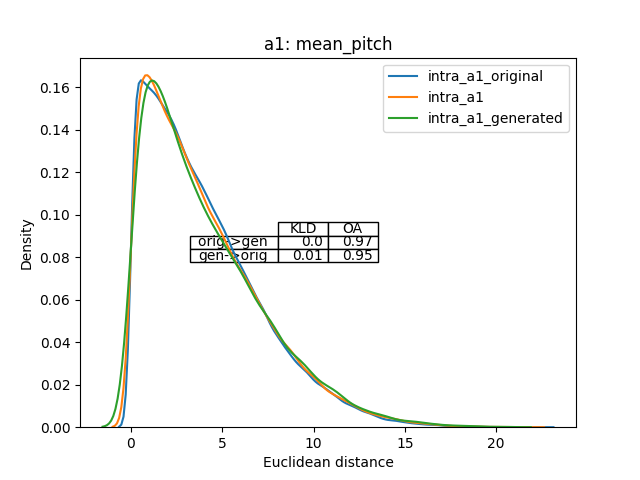 a1: mean_pitch
intra_a1_original
intra_a1
intra_a1_generated
KLD OA
orig->gen 0.0 0.97
gen->orig 0.01 0.95
0.16
0.14
0.12
0.10
0.08
0.06
0.04
0.02
0.00
Density
0 5 10 15 20
Euclidean distance